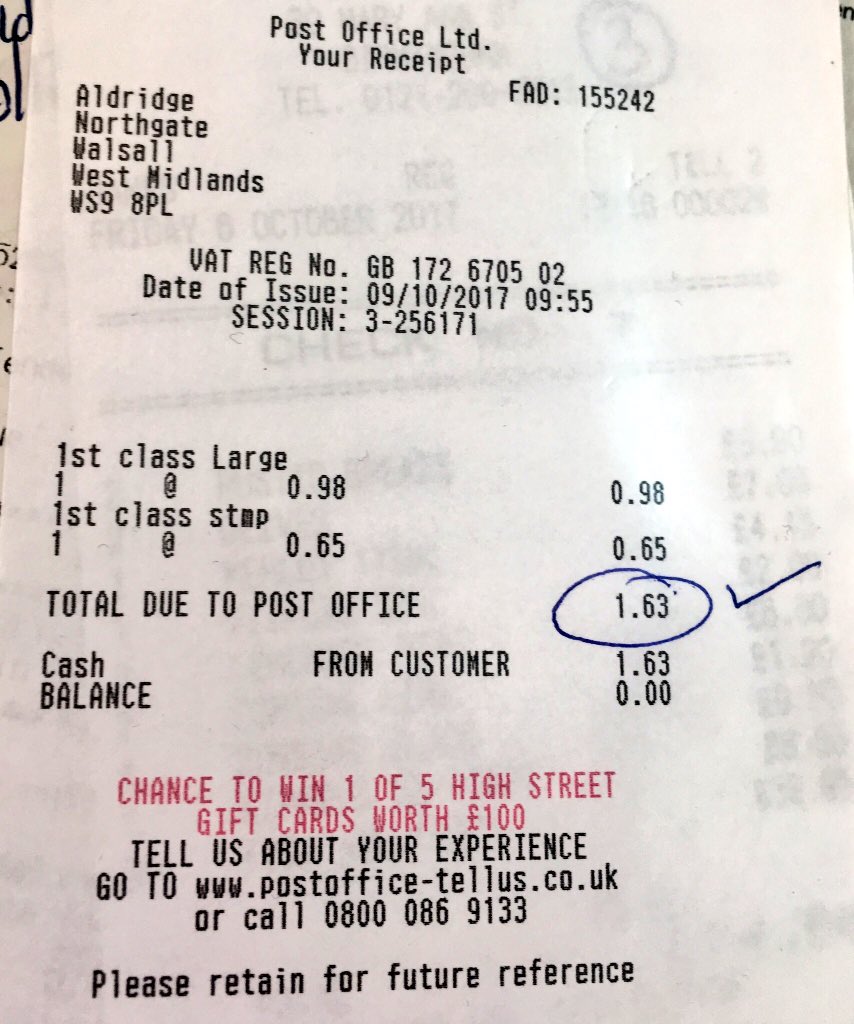 Post Office Ltd.
Your Receipt
Aldridge FAD: 155242
Northgate
Walsall
West Midlands
WS9 8PL
VAT REG No. GB 172 6705 02
Date of Issue: 09/10/2017 09:55
SESSION: 3-256171
1st class Large
1 @ 0.98 0.98
1st class stmp
1 @ 0.65 0.65
TOTAL DUE TO POST OFFICE 1.63
Cash FROM CUSTOMER 1.63
BALANCE 0.00
CHANCE TO WIN 1 OF 5 HIGH STREET
GIFT CARDS WORTH £100
TELL US ABOUT YOUR EXPERIENCE
GO TO www.postoffice-tellus.co.uk
or call 0800 086 9133
Please retain for future reference